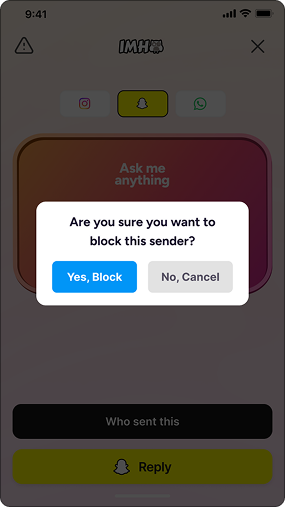 9:41
IMHO
Ask me
anything
Are you sure you want to
block this sender?
Yes, Block
No, Cancel
Who sent this
Reply